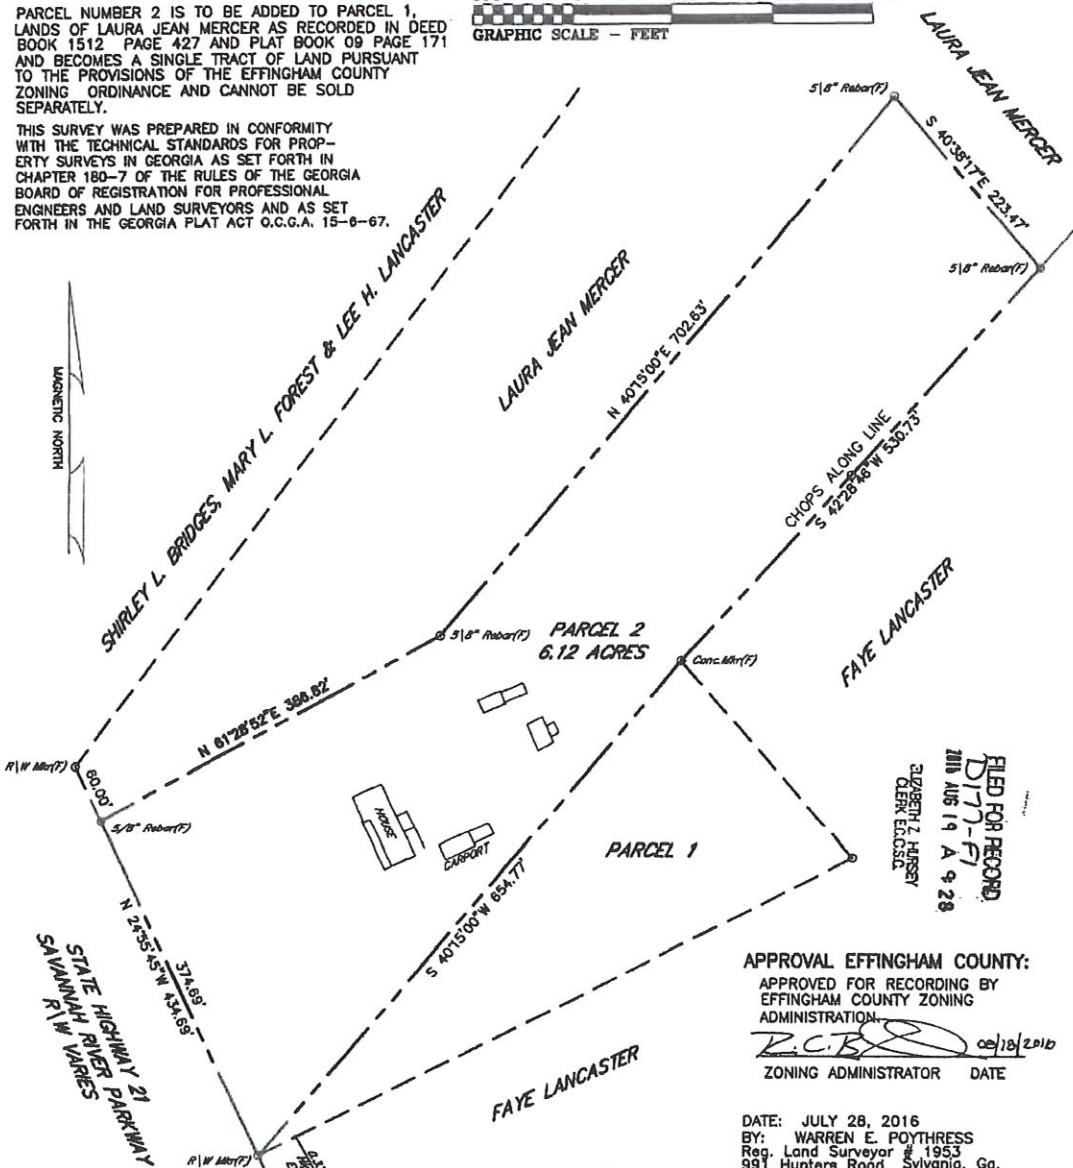 PARCEL NUMBER 2 IS TO BE ADDED TO PARCEL 1,
LANDS OF LAURA JEAN MERCER AS RECORDED IN DEED
BOOK 1512 PAGE 427 AND PLAT BOOK 09 PAGE 171
AND BECOMES A SINGLE TRACT OF LAND PURSUANT
TO THE PROVISIONS OF THE EFFINGHAM COUNTY
ZONING ORDINANCE AND CANNOT BE SOLD
SEPARATELY.
THIS SURVEY WAS PREPARED IN CONFORMITY
WITH THE TECHNICAL STANDARDS FOR PROP-
ERTY SURVEYS IN GEORGIA AS SET FORTH IN
CHAPTER 180-7 OF THE RULES OF THE GEORGIA
BOARD OF REGISTRATION FOR PROFESSIONAL
ENGINEERS AND LAND SURVEYORS AND AS SET
FORTH IN THE GEORGIA PLAT ACT O.C.G.A. 15-6-67.
GRAPHIC SCALE - FEET
LAURA JEAN MERCER
5|8" Rebar(F)
S 40°38'17"E 223.47'
5|8" Rebar(F)
MAGNETIC NORTH
SHIRLEY L. BRIDGES, MARY L. FOREST & LEE H. LANCASTER
LAURA JEAN MERCER
N 40°15'00"E 702.63'
CHOPS ALONG LINE
S 42°28'46"W 530.73'
FAYE LANCASTER
5|8" Rebar(F)
PARCEL 2
6.12 ACRES
Conc.Mkr(F)
N 61°28'52"E 386.82'
R|W Mkr(F)
60.00'
5/8" Rebar(F)
HOUSE
CARPORT
PARCEL 1
S 40°15'00"W 654.77'
374.69'
N 24°55'45"W 434.69'
STATE HIGHWAY 21
SAVANNAH RIVER PARKWAY
R\W VARIES
R|W Mkr(F)
FAYE LANCASTER
FILED FOR RECORD
D177-F1
2016 AUG 19 A 9 28
ELIZABETH Z. HURSEY
CLERK E.C.C.S.C.
APPROVAL EFFINGHAM COUNTY:
APPROVED FOR RECORDING BY
EFFINGHAM COUNTY ZONING
ADMINISTRATION.
08/18/2016
ZONING ADMINISTRATOR DATE
DATE: JULY 28, 2016
BY: WARREN E. POYTHRESS
Reg. Land Surveyor # 1953
991 Hunters Road, Sylvania, Ga.